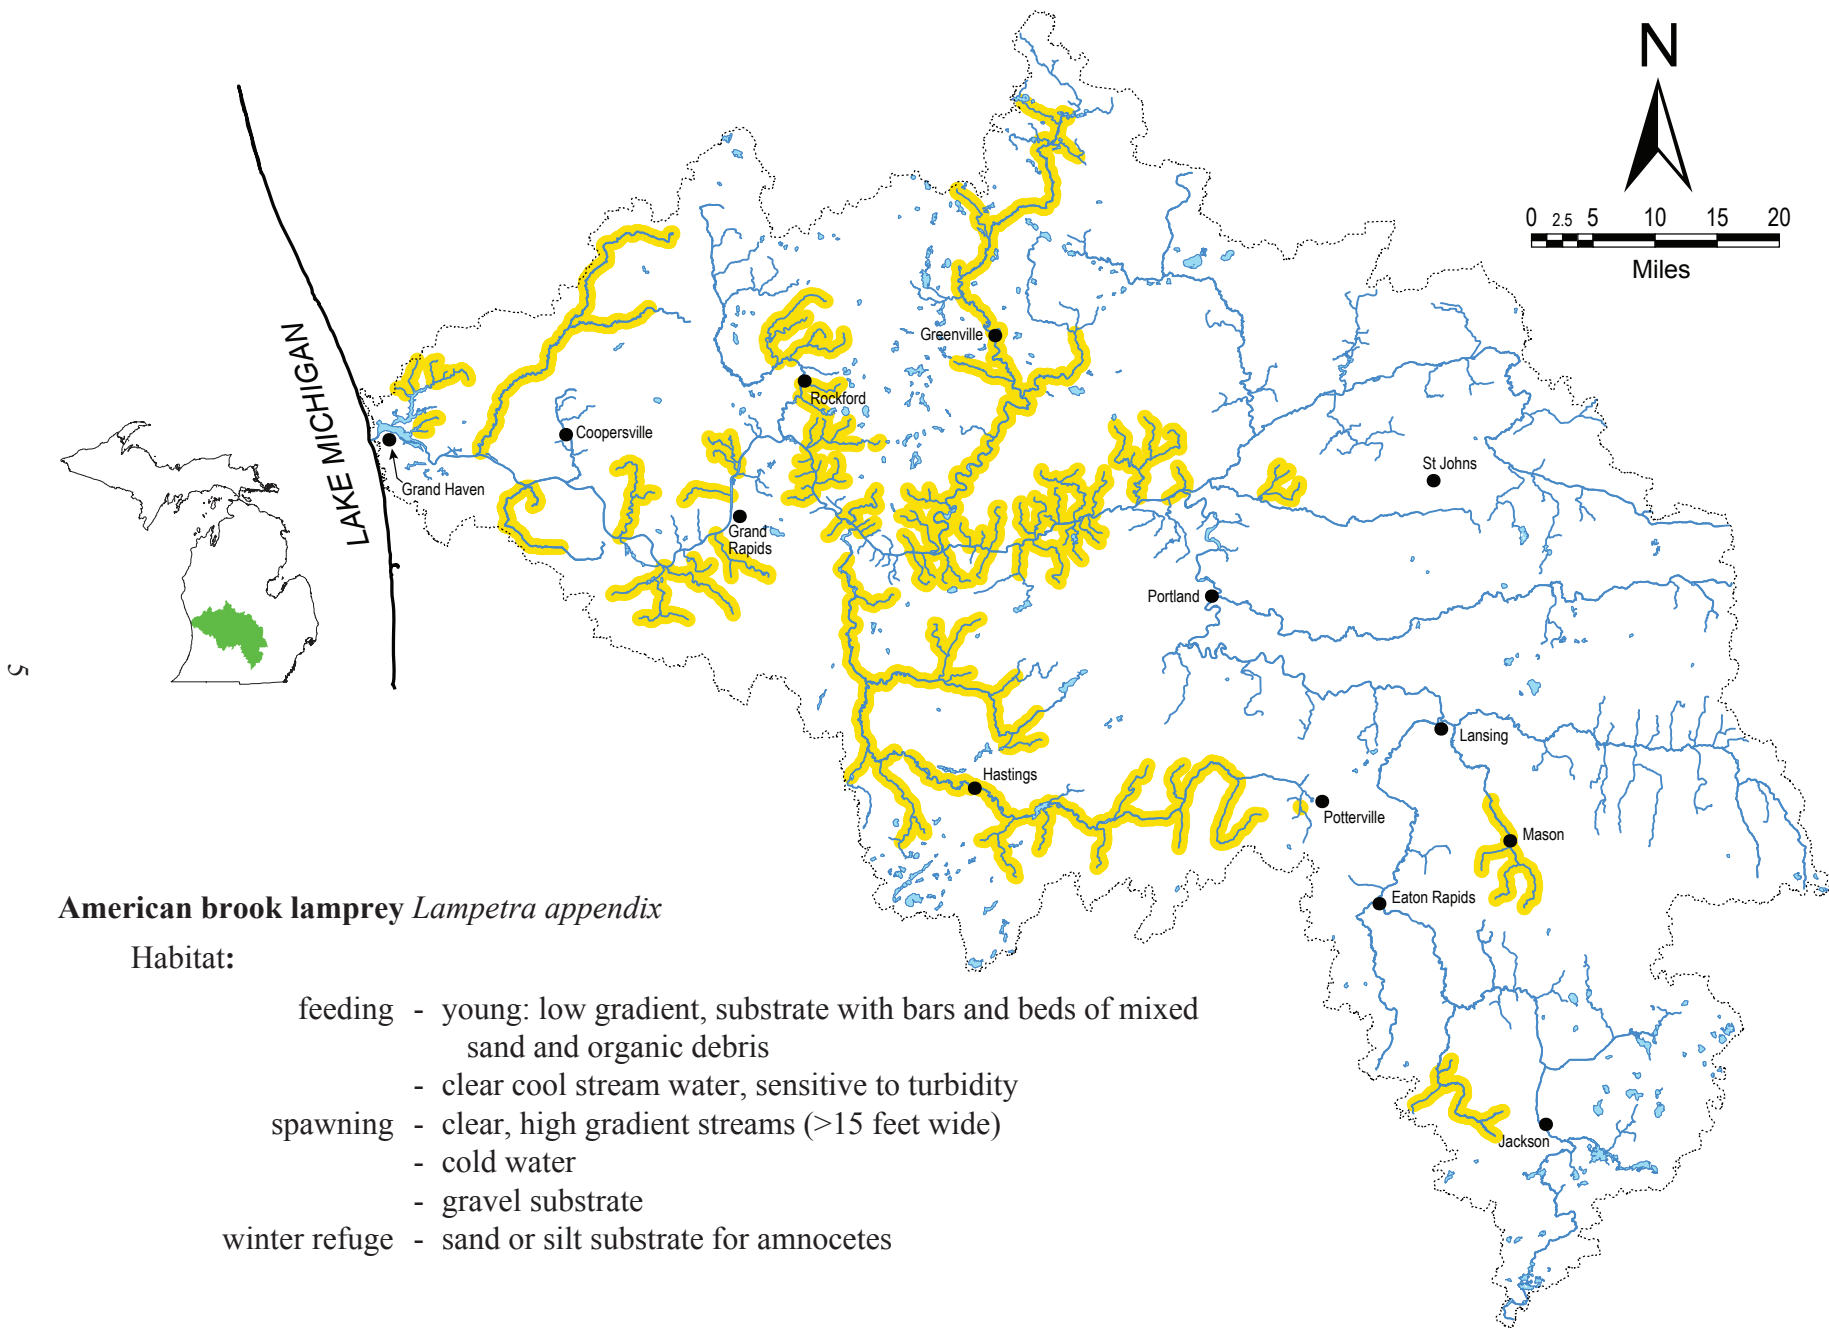 N
0 2.5 5 10 15 20
Miles
LAKE MICHIGAN
Greenville
Rockford
Coopersville
Grand Haven
St Johns
Grand
Rapids
Portland
Lansing
Hastings
Potterville
Mason
Eaton Rapids
Jackson
5
American brook lamprey Lampetra appendix
Habitat:
feeding - young: low gradient, substrate with bars and beds of mixed
sand and organic debris
- clear cool stream water, sensitive to turbidity
spawning - clear, high gradient streams (>15 feet wide)
- cold water
- gravel substrate
winter refuge - sand or silt substrate for amnocetes